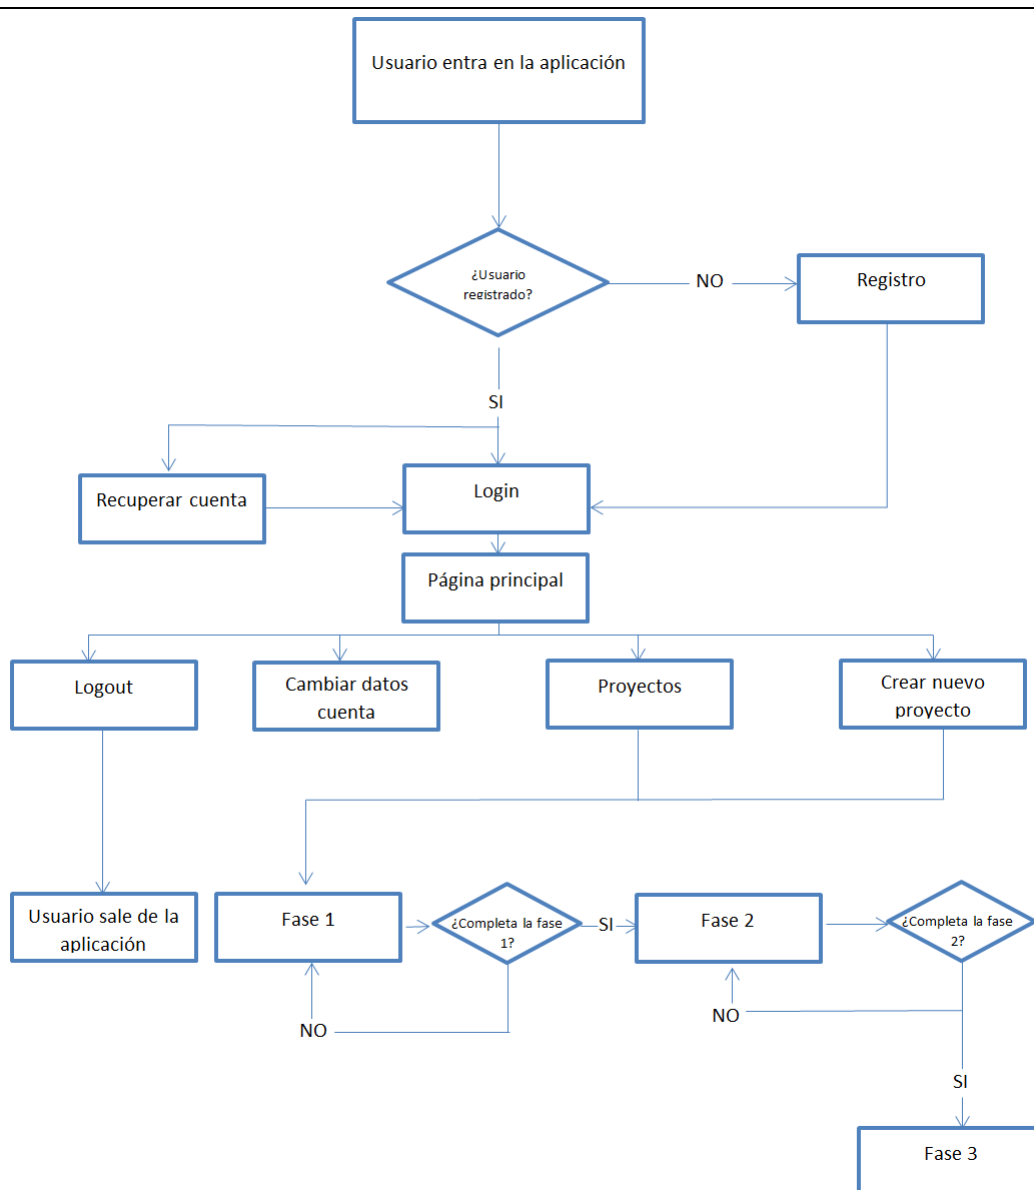 Usuario entra en la aplicación
¿Usuario
registrado?
NO
Registro
SI
Recuperar cuenta
Login
Página principal
Logout
Cambiar datos
cuenta
Proyectos
Crear nuevo
proyecto
Usuario sale de la
aplicación
Fase 1
¿Completa la fase
1?
SI
Fase 2
¿Completa la fase
2?
NO
NO
SI
Fase 3